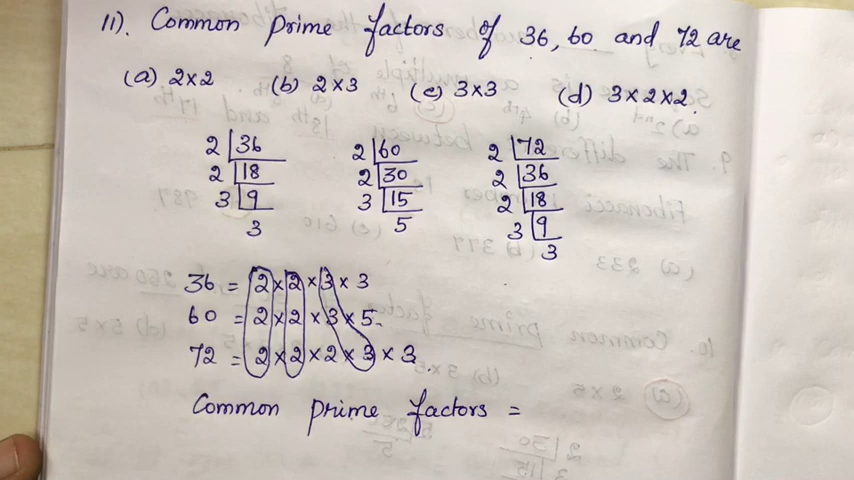 11). Common Prime factors of 36, 60 and 72 are
(a) 2×2 (b) 2×3 (c) 3×3 (d) 3×2×2.
2 36 2 60 2 72
2 18 2 30 2 36
3 9 3 15 2 18
3 5 3 9
3
36 = 2×2×3×3
60 = 2×2×3×5.
72 = 2×2×2×3×3.
Common prime factors =